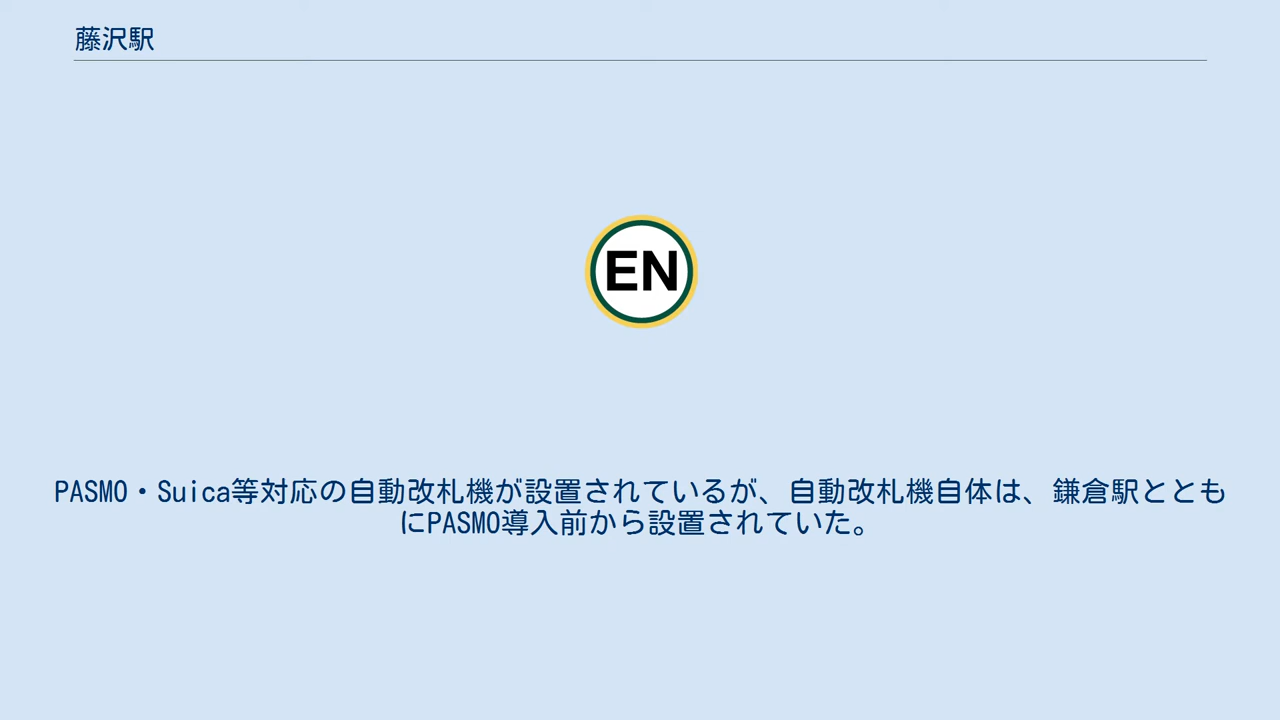 藤沢駅
EN
PASMO・Suica等対応の自動改札機が設置されているが、自動改札機自体は、鎌倉駅ととも
にPASMO導入前から設置されていた。